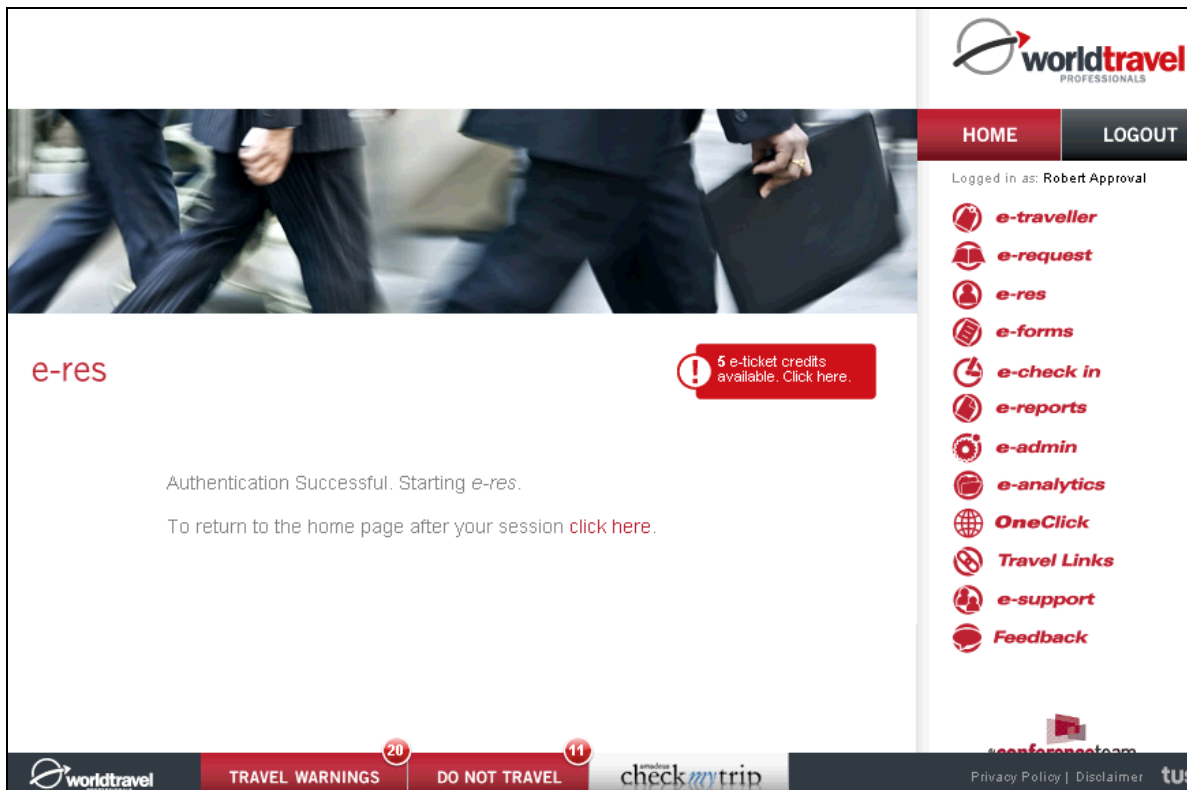 worldtravel
PROFESSIONALS
HOME
LOGOUT
Logged in as: Robert Approval
e-traveller
e-request
e-res
e-forms
e-check in
e-reports
e-admin
e-analytics
OneClick
Travel Links
e-support
Feedback
e-res
5 e-ticket credits
available. Click here.
Authentication Successful. Starting e-res.
To return to the home page after your session click here.
econferenceteam
worldtravel
PROFESSIONALS
TRAVEL WARNINGS
20
DO NOT TRAVEL
11
amadeus
checkmytrip
Privacy Policy | Disclaimer